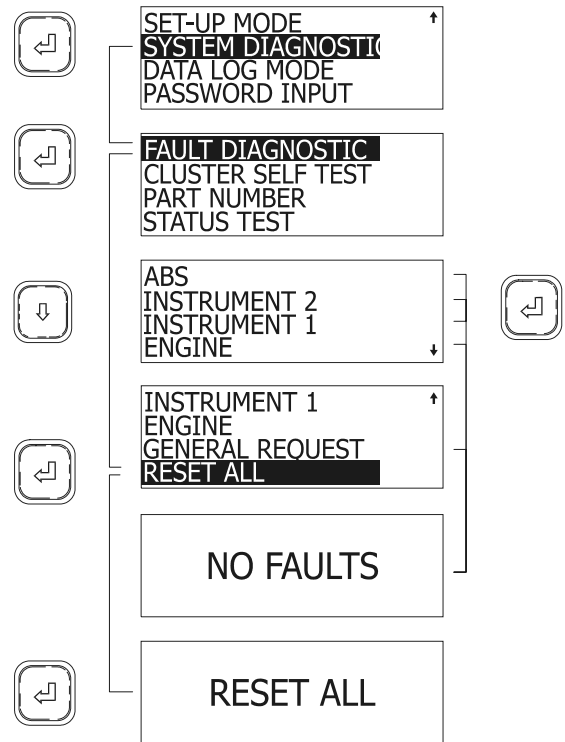 SET-UP MODE
SYSTEM DIAGNOSTIC
DATA LOG MODE
PASSWORD INPUT
FAULT DIAGNOSTIC
CLUSTER SELF TEST
PART NUMBER
STATUS TEST
ABS
INSTRUMENT 2
INSTRUMENT 1
ENGINE
INSTRUMENT 1
ENGINE
GENERAL REQUEST
RESET ALL
NO FAULTS
RESET ALL